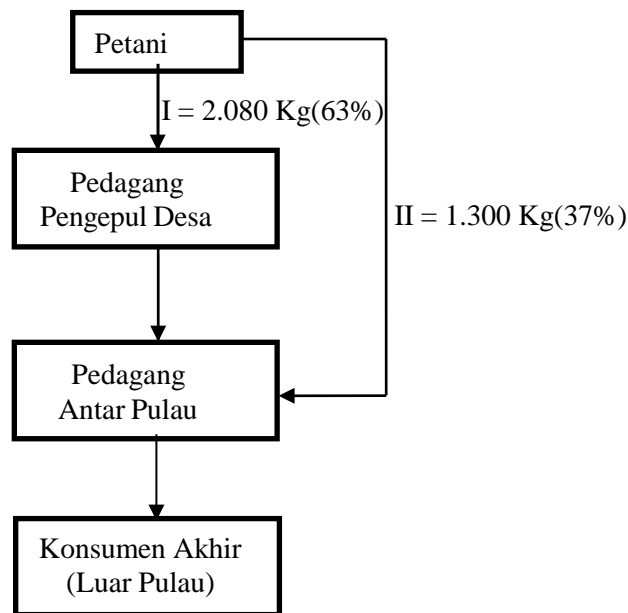 Petani
I = 2.080 Kg(63%)
Pedagang
Pengepul Desa
II = 1.300 Kg(37%)
Pedagang
Antar Pulau
Konsumen Akhir
(Luar Pulau)